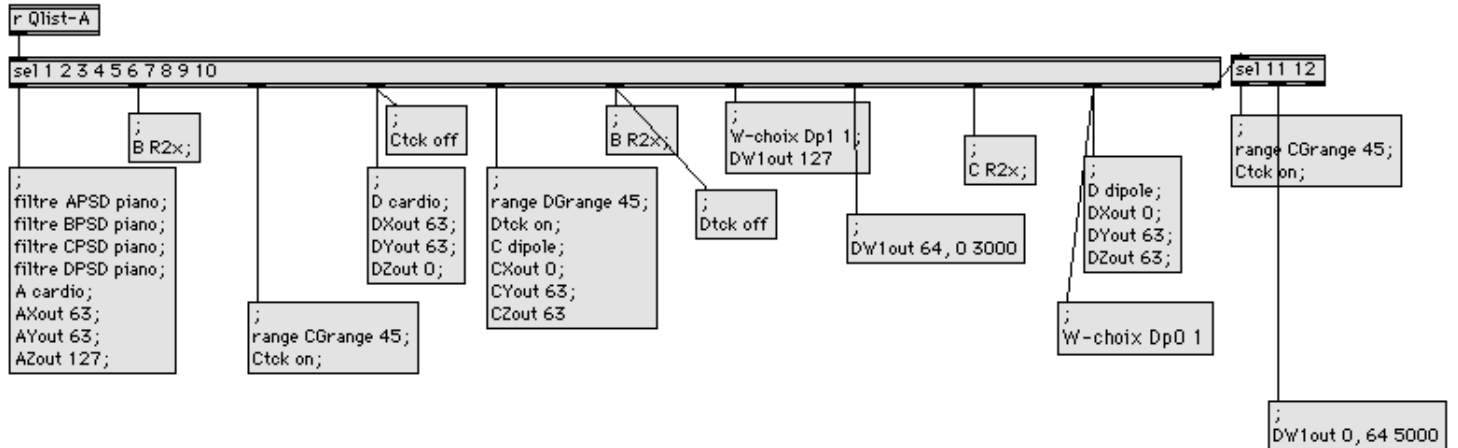 r Qlist-A
sel 1 2 3 4 5 6 7 8 9 10
sel 11 12
;
filtre APSD piano;
filtre BPSD piano;
filtre CPSD piano;
filtre DPSD piano;
A cardio;
AXout 63;
AYout 63;
AZout 127;
;
B R2x;
;
range CGrange 45;
Ctck on;
;
Ctck off
;
D cardio;
DXout 63;
DYout 63;
DZout 0;
;
range DGrange 45;
Dtck on;
C dipole;
CXout 0;
CYout 63;
CZout 63
;
B R2x;
;
Dtck off
;
W-choix Dp1 1;
DW1out 127
;
DW1out 64, 0 3000
;
C R2x;
;
D dipole;
DXout 0;
DYout 63;
DZout 63;
;
W-choix Dp0 1
;
range CGrange 45;
Ctck on;
;
DW1out 0, 64 5000